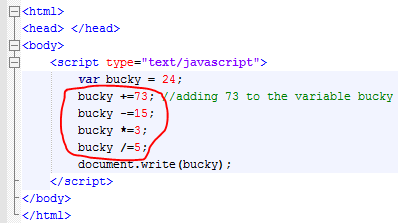 <html>
<head> </head>
<body>
<script type="text/javascript">
var bucky = 24;
bucky +=73; //adding 73 to the variable bucky
bucky -=15;
bucky *=3;
bucky /=5;
document.write(bucky);
</script>
</body>
</html>